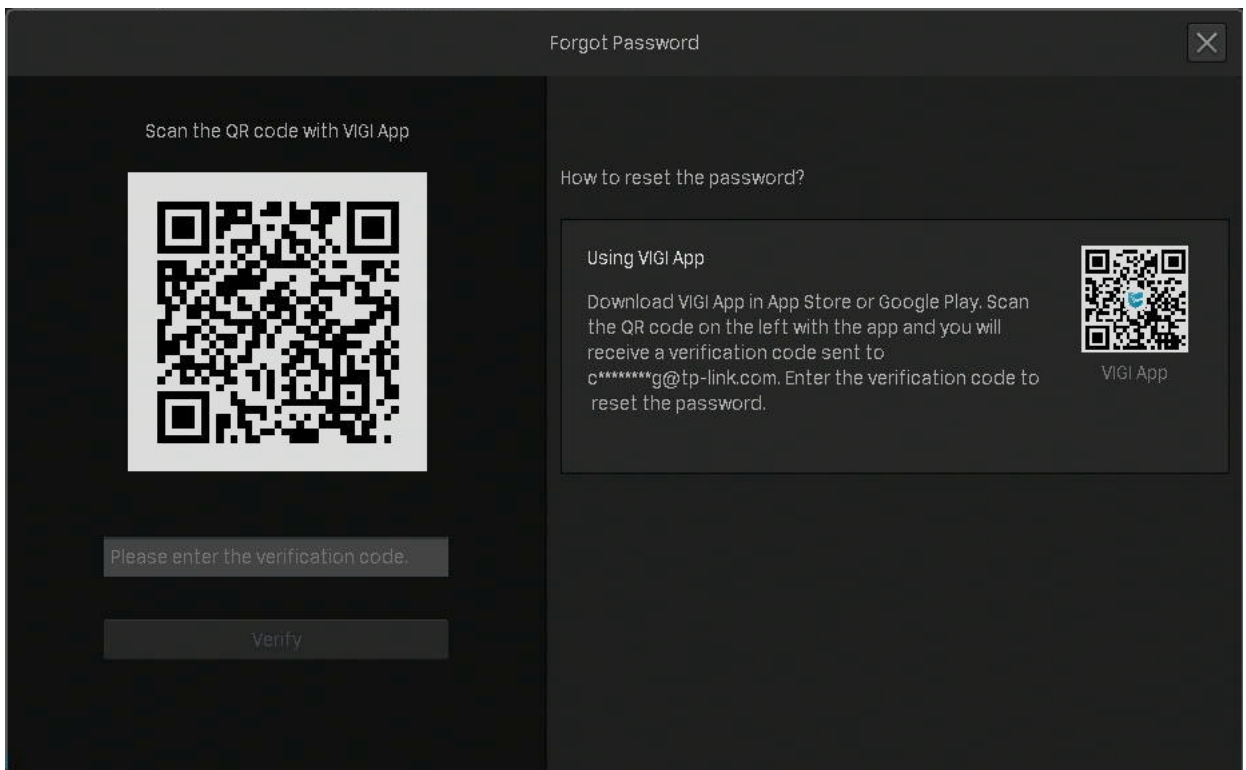 Forgot Password
Scan the QR code with VIGI App
Please enter the verification code.
Verify
How to reset the password?
Using VIGI App
Download VIGI App in App Store or Google Play. Scan
the QR code on the left with the app and you will
receive a verification code sent to
c********g@tp-link.com. Enter the verification code to
reset the password.
VIGI App